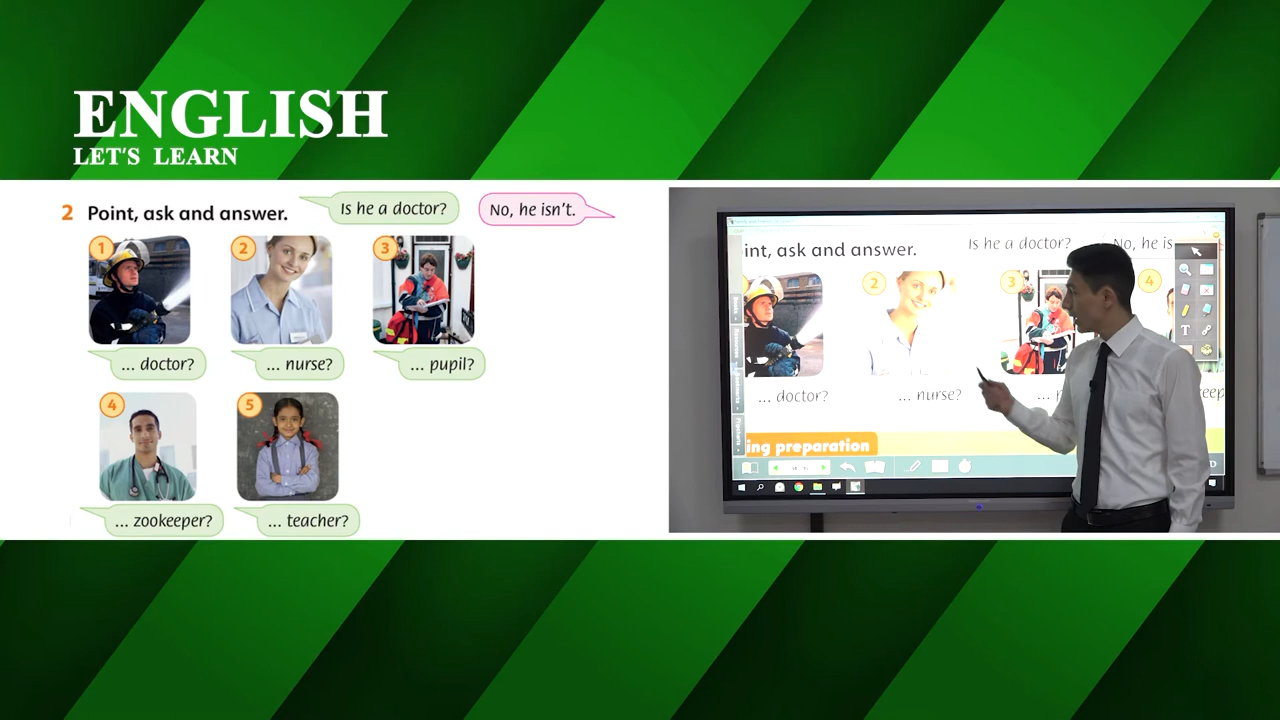 ENGLISH
LET'S LEARN
2 Point, ask and answer.
Is he a doctor?
No, he isn't.
1
2
3
... doctor?
... nurse?
... pupil?
4
5
... zookeeper?
... teacher?
int, ask and answer.
Is he a doctor?
No, he is
2
3
4
... doctor?
... nurse?
ing preparation